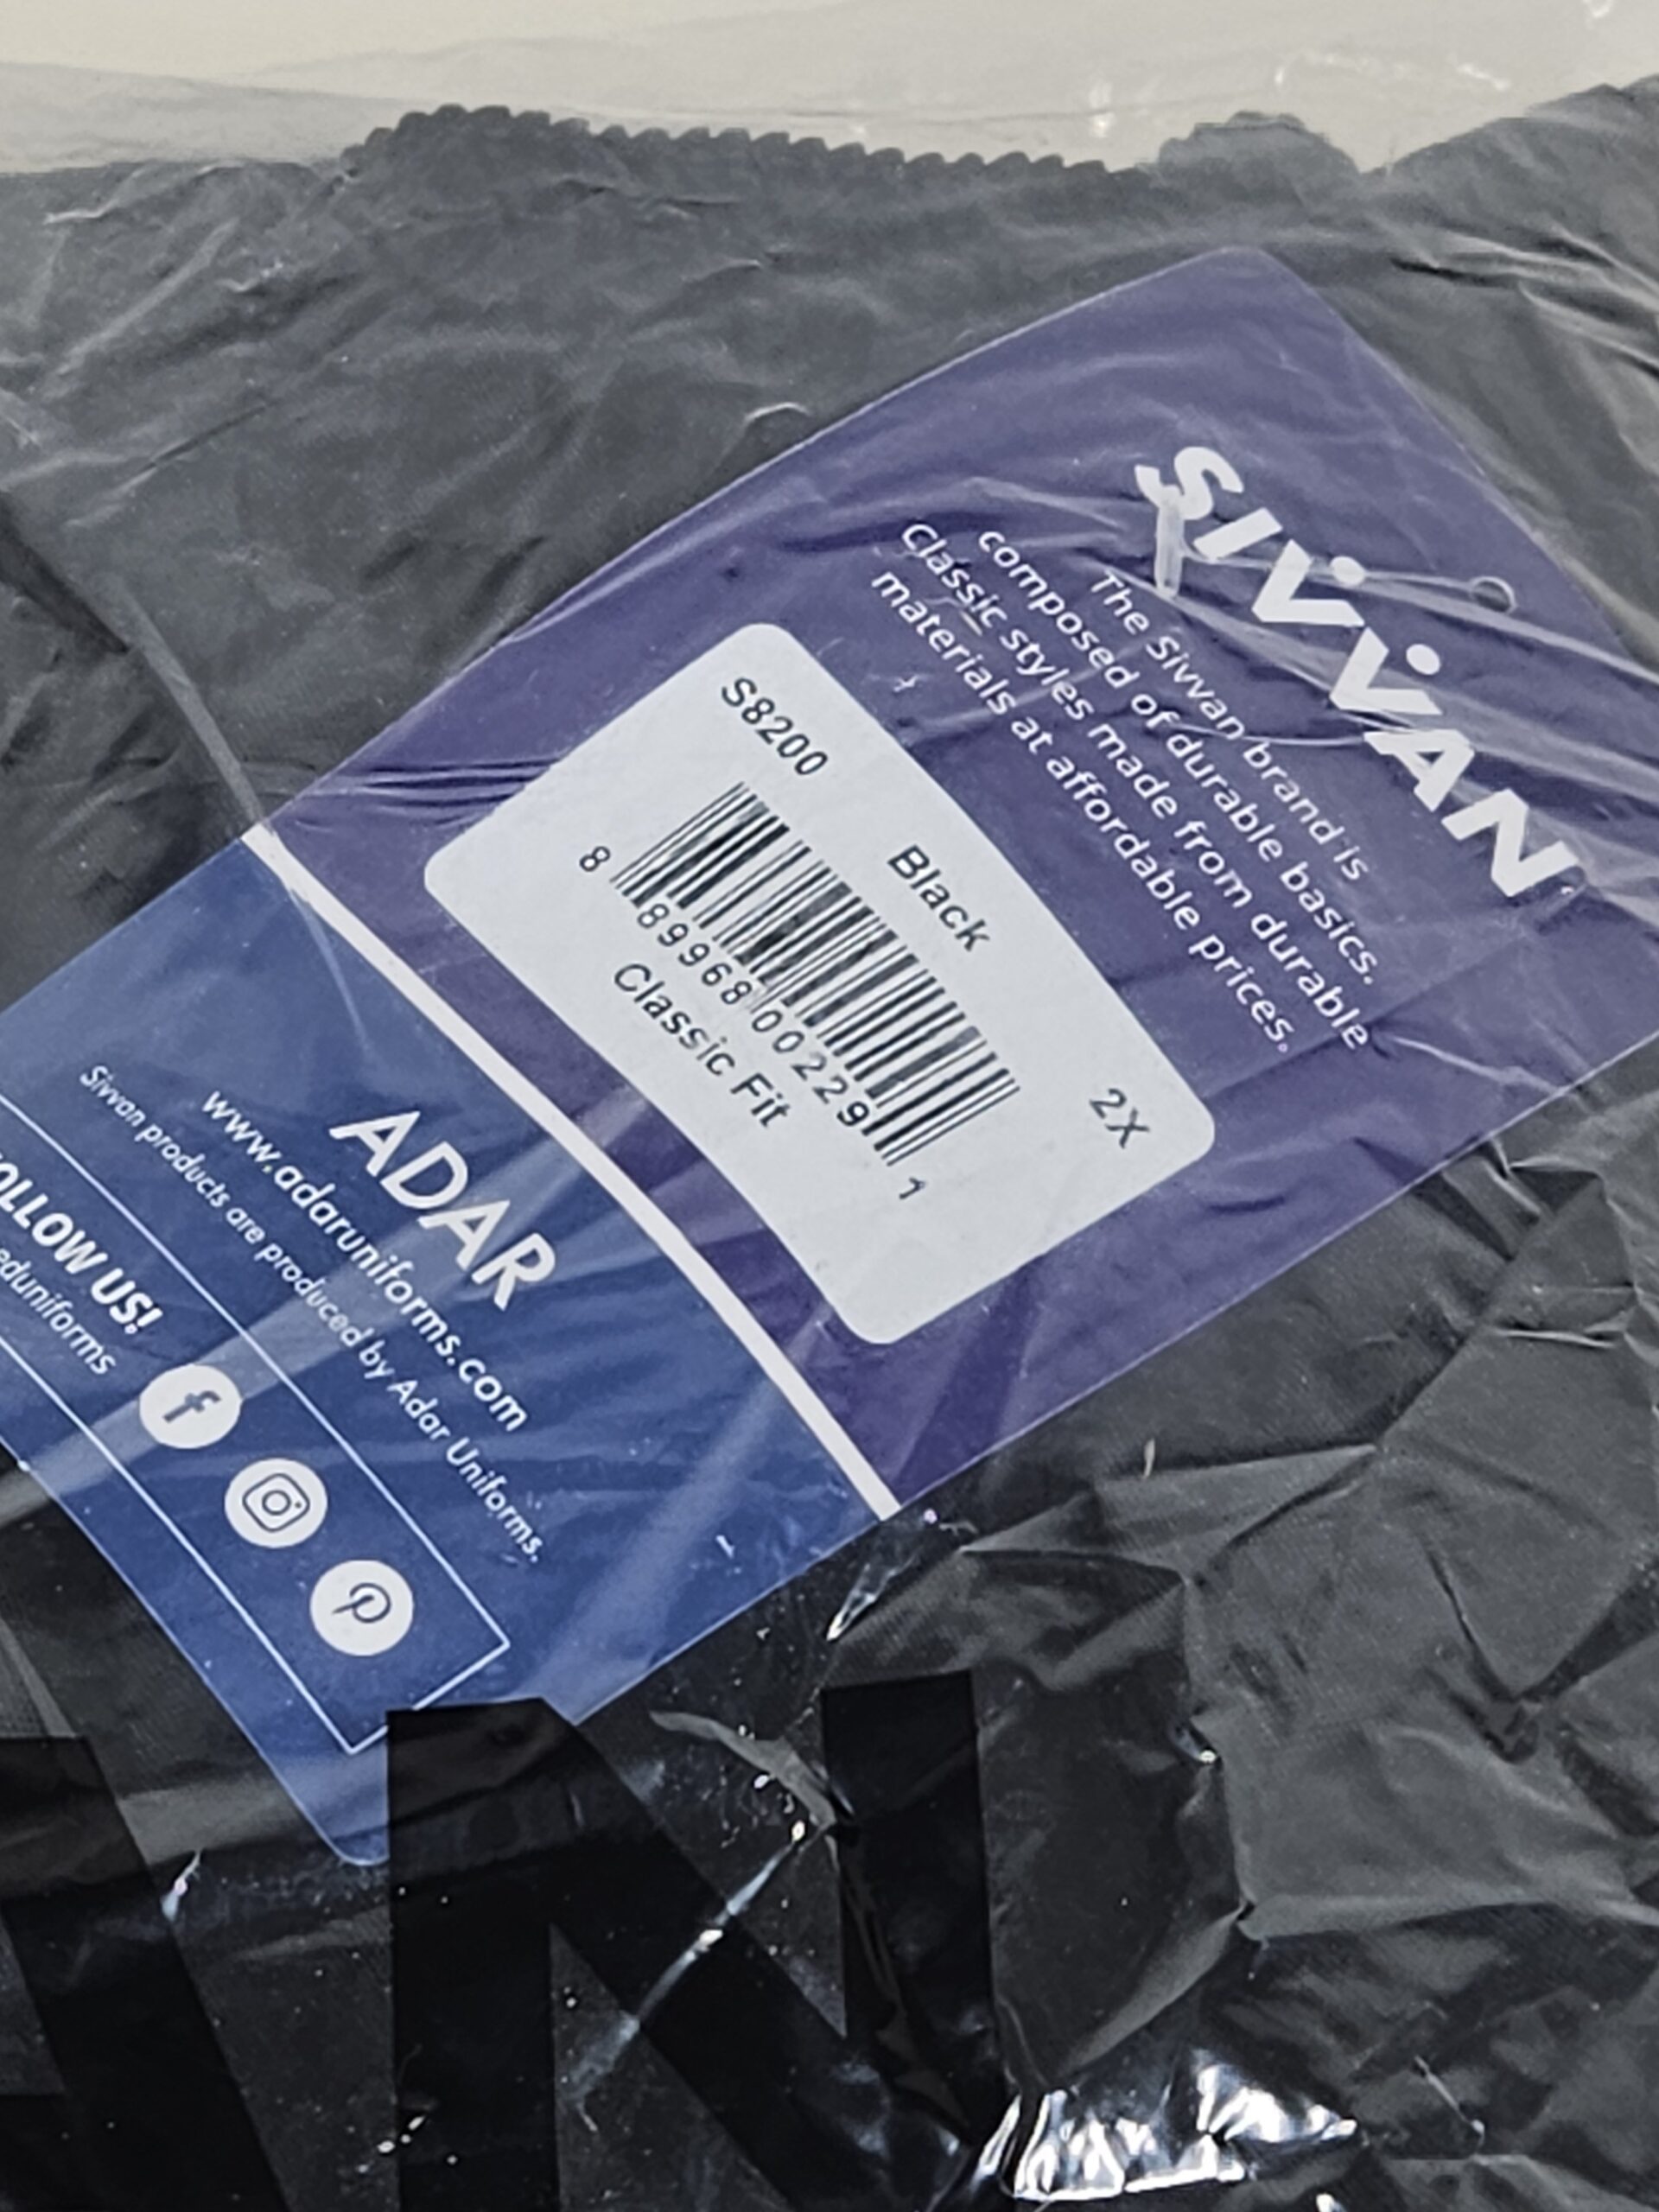 SIVVAN
The Sivvan brand is
composed of durable basics.
Classic styles made from durable
materials at affordable prices.
S8200 Black 2X
8 89968 00229 1
Classic Fit
ADAR
www.adaruniforms.com
Sivvan products are produced by Adar Uniforms.
US!
N